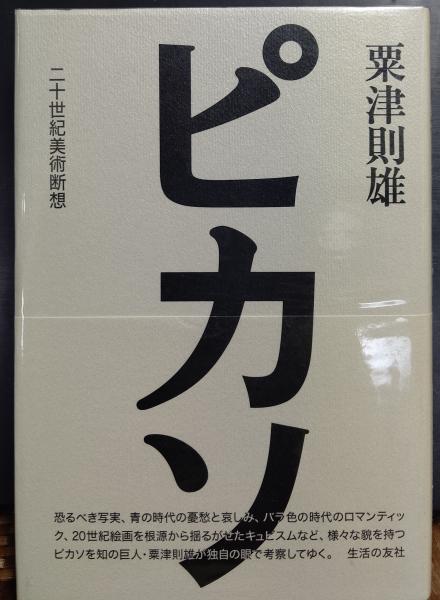 粟津則雄
ピカソ
二十世紀美術断想
恐るべき写実、青の時代の憂愁と哀しみ、バラ色の時代のロマンティッ
ク、20世紀絵画を根源から揺るがせたキュビスムなど、様々な貌を持つ
ピカソを知の巨人・粟津則雄が独自の眼で考察してゆく。 生活の友社